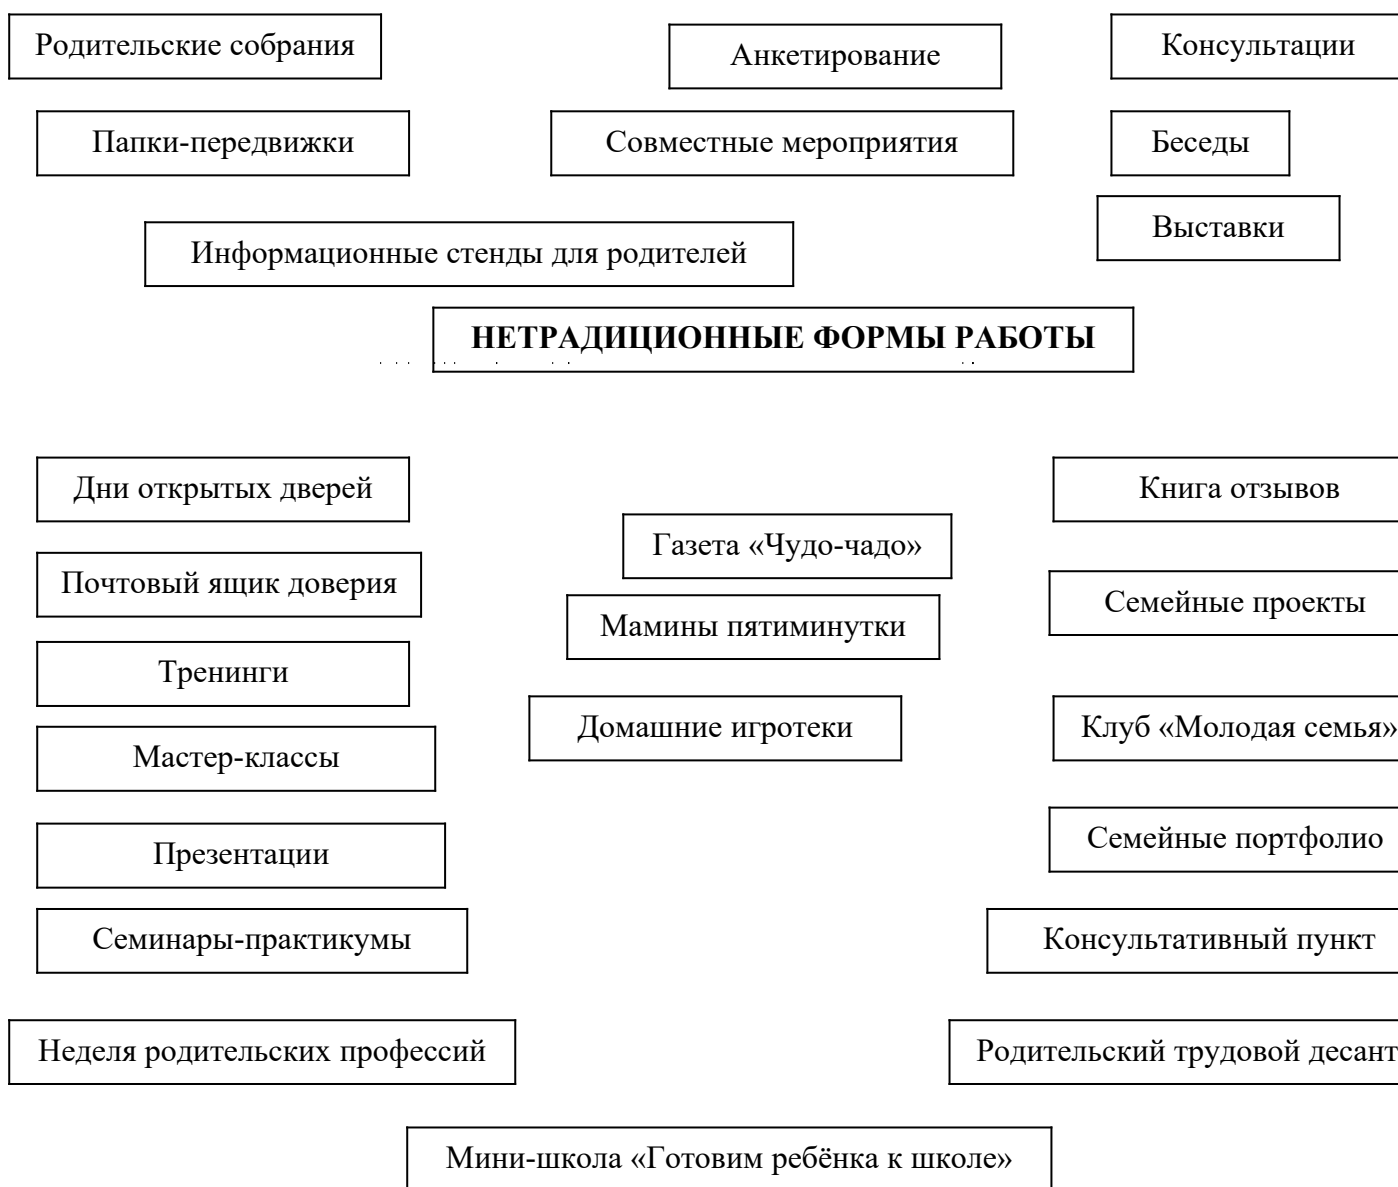 Родительские собрания
Анкетирование
Консультации
Папки-передвижки
Совместные мероприятия
Беседы
Выставки
Информационные стенды для родителей
НЕТРАДИЦИОННЫЕ ФОРМЫ РАБОТЫ
Дни открытых дверей
Книга отзывов
Газета «Чудо-чадо»
Почтовый ящик доверия
Семейные проекты
Мамины пятиминутки
Тренинги
Домашние игротеки
Клуб «Молодая семья»
Мастер-классы
Семейные портфолио
Презентации
Семинары-практикумы
Консультативный пункт
Неделя родительских профессий
Родительский трудовой десант
Мини-школа «Готовим ребёнка к школе»